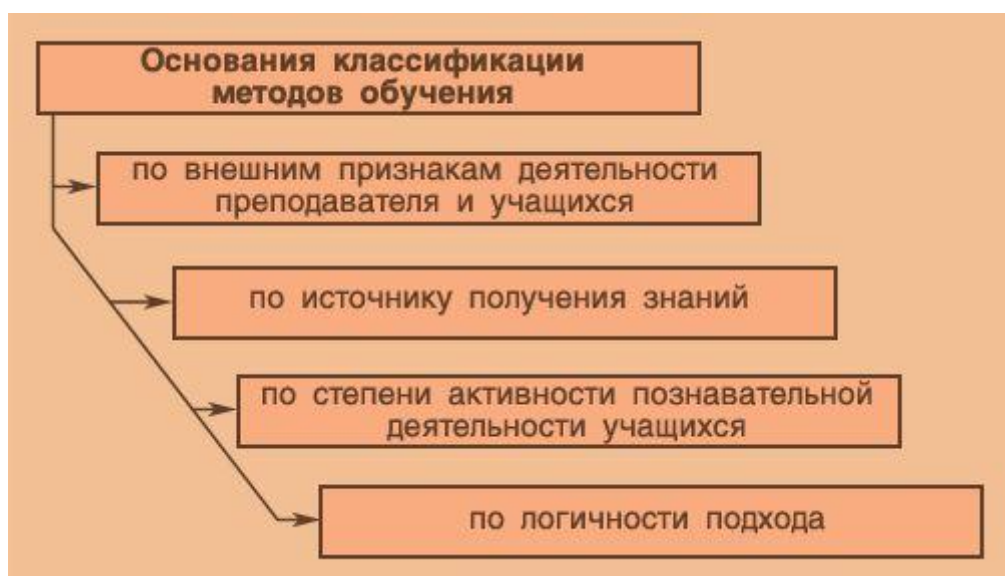 Основания классификации
методов обучения
по внешним признакам деятельности
преподавателя и учащихся
по источнику получения знаний
по степени активности познавательной
деятельности учащихся
по логичности подхода